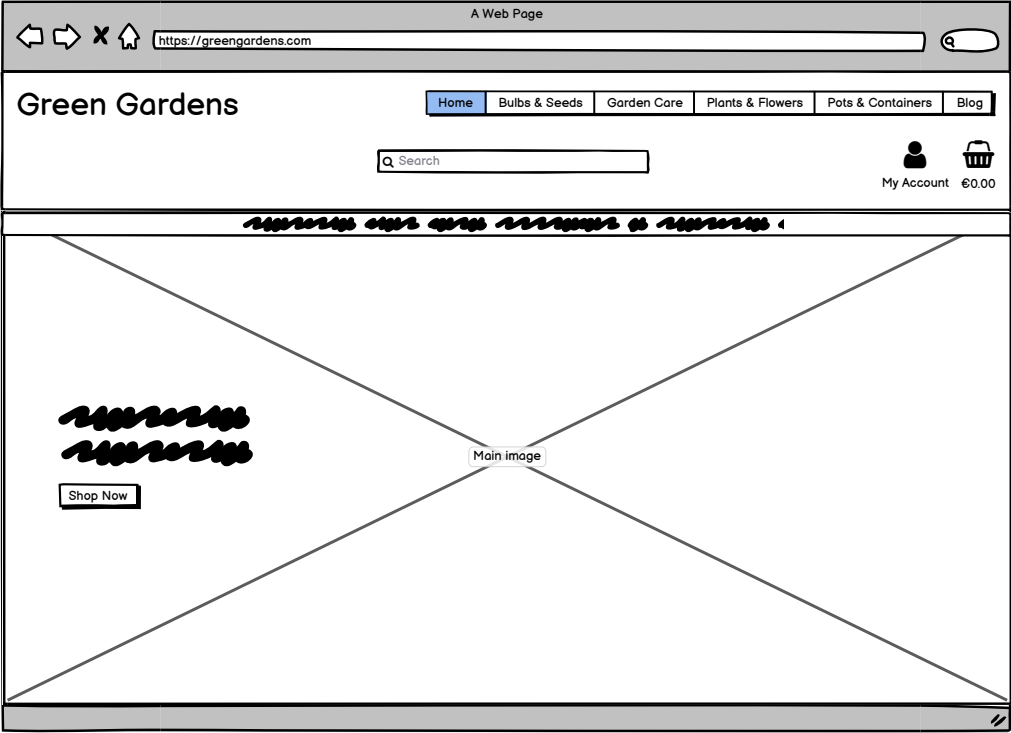 A Web Page
https://greengardens.com
Green Gardens
Home Bulbs & Seeds Garden Care Plants & Flowers Pots & Containers Blog
Search
My Account €0.00
Main image
Shop Now